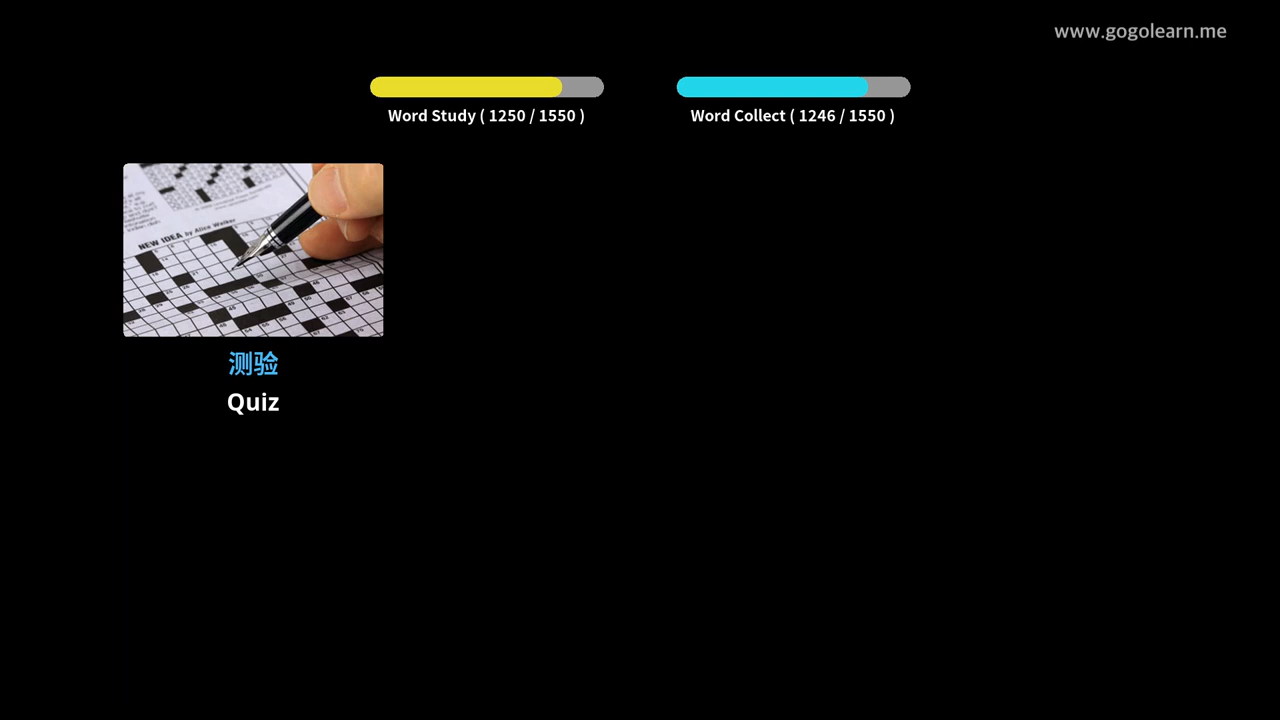 www.gogolearn.me
Word Study ( 1250 / 1550 )
Word Collect ( 1246 / 1550 )
NEW IDEA by Alice Walker
测验
Quiz